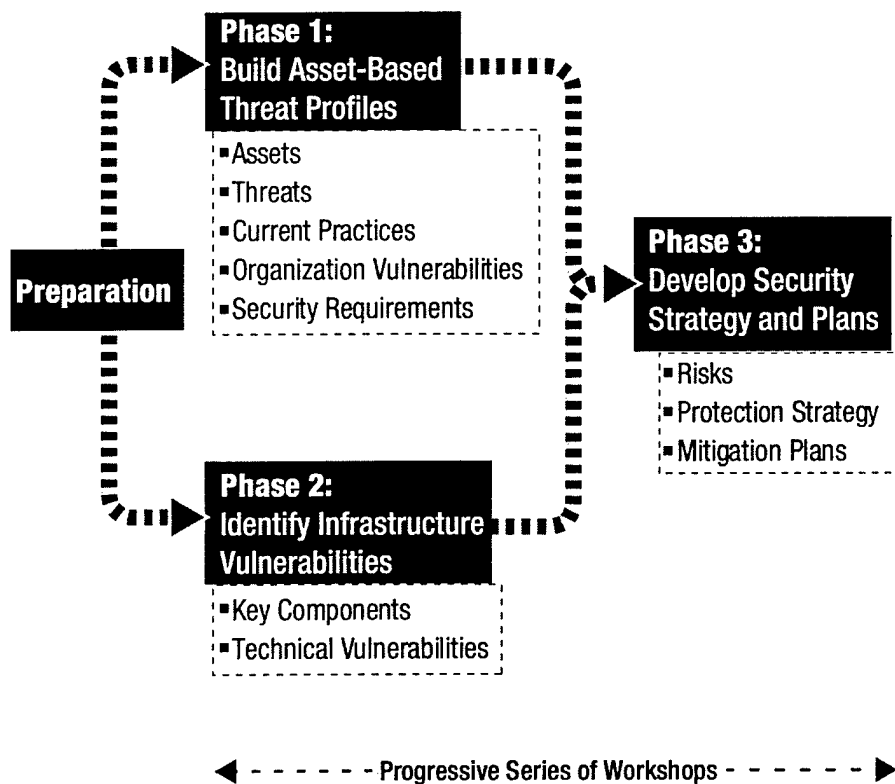 Phase 1:
Build Asset-Based
Threat Profiles
▪Assets
▪Threats
▪Current Practices
▪Organization Vulnerabilities
▪Security Requirements
Preparation
Phase 2:
Identify Infrastructure
Vulnerabilities
▪Key Components
▪Technical Vulnerabilities
Phase 3:
Develop Security
Strategy and Plans
▪Risks
▪Protection Strategy
▪Mitigation Plans
Progressive Series of Workshops